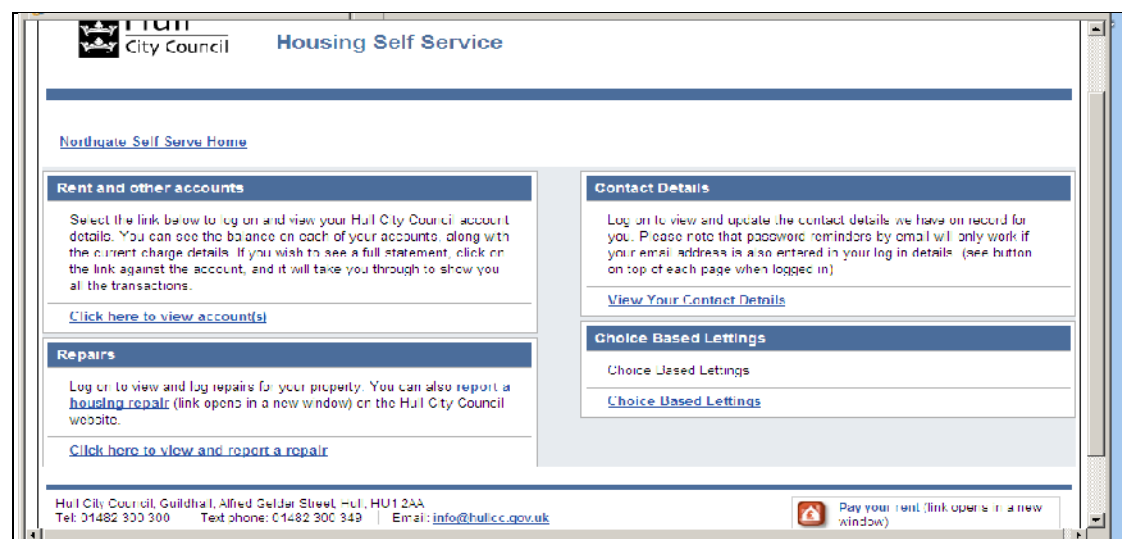 Hull
City Council
Housing Self Service
Northgate Self Serve Home
Rent and other accounts
Select the link below to log on and view your Hull City Council account
details. You can see the balance on each of your accounts, along with
the current charge details. If you wish to see a full statement, click on
the link against the account, and it will take you through to show you
all the transactions.
Click here to view account(s)
Repairs
Log on to view and log repairs for your property. You can also report a
housing repair (link opens in a new window) on the Hull City Council
website.
Click here to view and report a repair
Contact Details
Log on to view and update the contact details we have on record for
you. Please note that password reminders by email will only work if
your email address is also entered in your log in details. (see button
on top of each page when logged in)
View Your Contact Details
Choice Based Lettings
Choice Based Lettings
Choice Based Lettings
Hull City Council, Guildhall, Alfred Gelder Street, Hull, HU1 2AA
Tel: 01482 300 300 Text phone: 01482 300 349 | Email: info@hullcc.gov.uk
Pay your rent (link opens in a new
window)